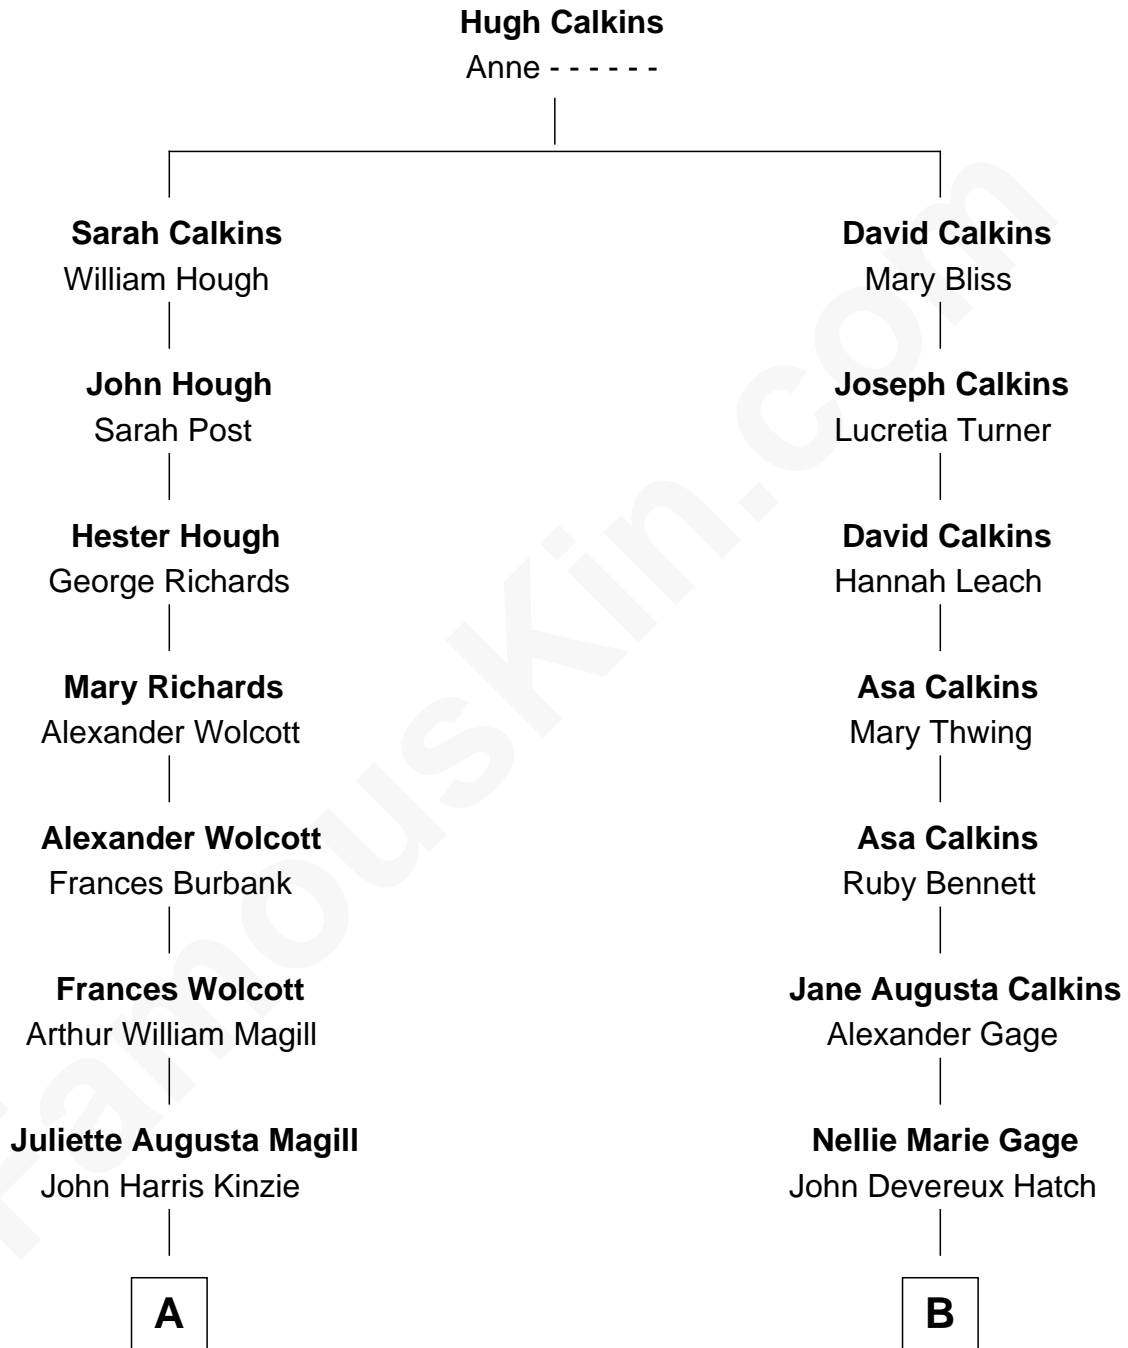 Hugh Calkins
Anne - - - - - -
Sarah Calkins
William Hough
David Calkins
Mary Bliss
John Hough
Sarah Post
Joseph Calkins
Lucretia Turner
Hester Hough
George Richards
David Calkins
Hannah Leach
Mary Richards
Alexander Wolcott
Asa Calkins
Mary Thwing
Alexander Wolcott
Frances Burbank
Asa Calkins
Ruby Bennett
Frances Wolcott
Arthur William Magill
Jane Augusta Calkins
Alexander Gage
Juliette Augusta Magill
John Harris Kinzie
Nellie Marie Gage
John Devereux Hatch
A
B
FamousKin.com